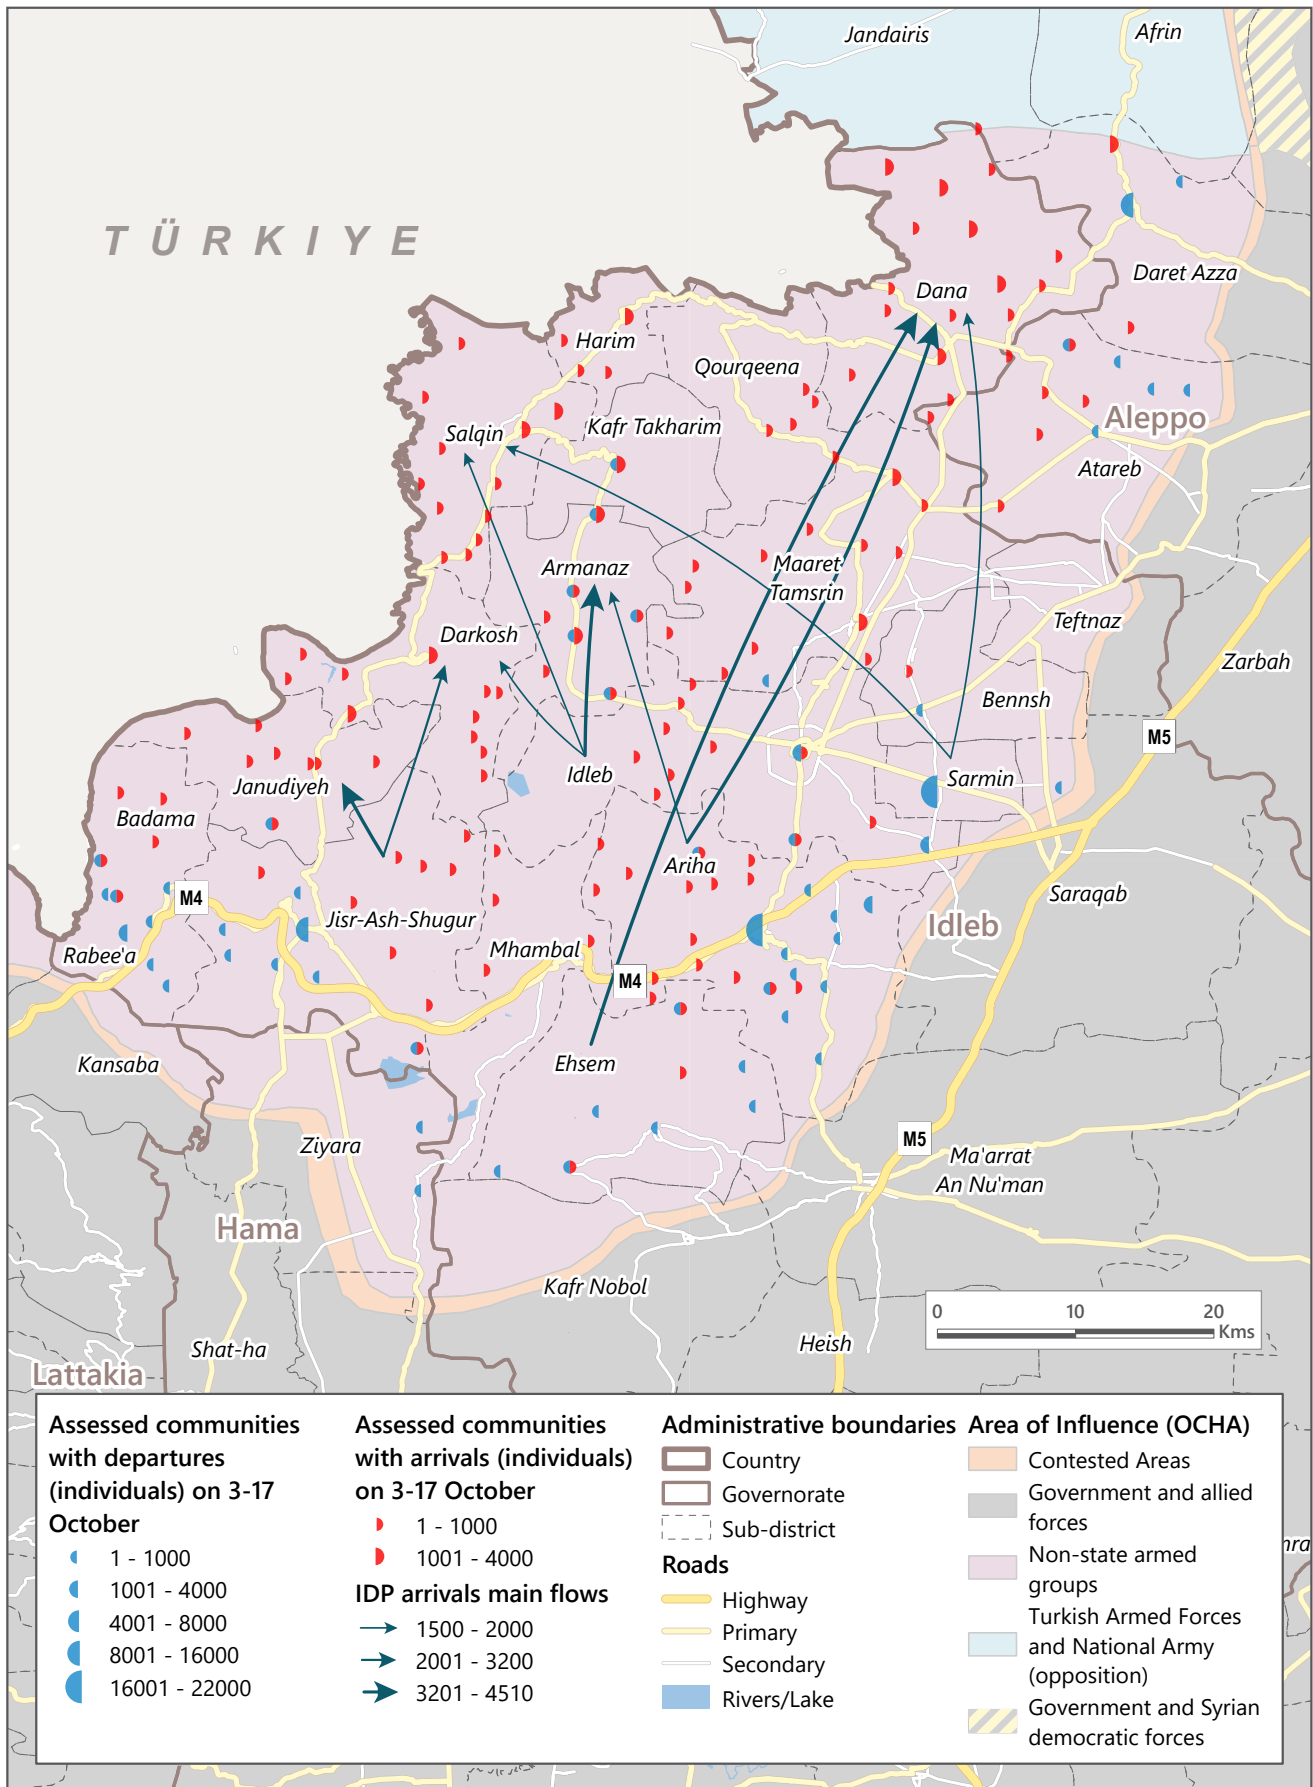 Jandairis
Afrin
TÜRKIYE
Daret Azza
Dana
Harim
Qourqeena
Aleppo
Kafr Takharim
Salqin
Atareb
Armanaz
Maaret
Tamsrin
Teftnaz
Darkosh
Zarbah
Bennsh
M5
Idleb
Sarmin
Janudiyeh
Badama
Ariha
Saraqab
M4
Jisr-Ash-Shugur
Idleb
Mhambal
Rabee'a
M4
Ehsem
Kansaba
M5
Ziyara
Ma'arrat
An Nu'man
Hama
Kafr Nobol
0 10 20
Kms
Heish
Shat-ha
Lattakia
Assessed communities
with departures
(individuals) on 3-17
October
1 - 1000
1001 - 4000
4001 - 8000
8001 - 16000
16001 - 22000
Assessed communities
with arrivals (individuals)
on 3-17 October
1 - 1000
1001 - 4000
IDP arrivals main flows
1500 - 2000
2001 - 3200
3201 - 4510
Administrative boundaries
Country
Governorate
Sub-district
Roads
Highway
Primary
Secondary
Rivers/Lake
Area of Influence (OCHA)
Contested Areas
Government and allied
forces
Non-state armed
groups
Turkish Armed Forces
and National Army
(opposition)
Government and Syrian
democratic forces